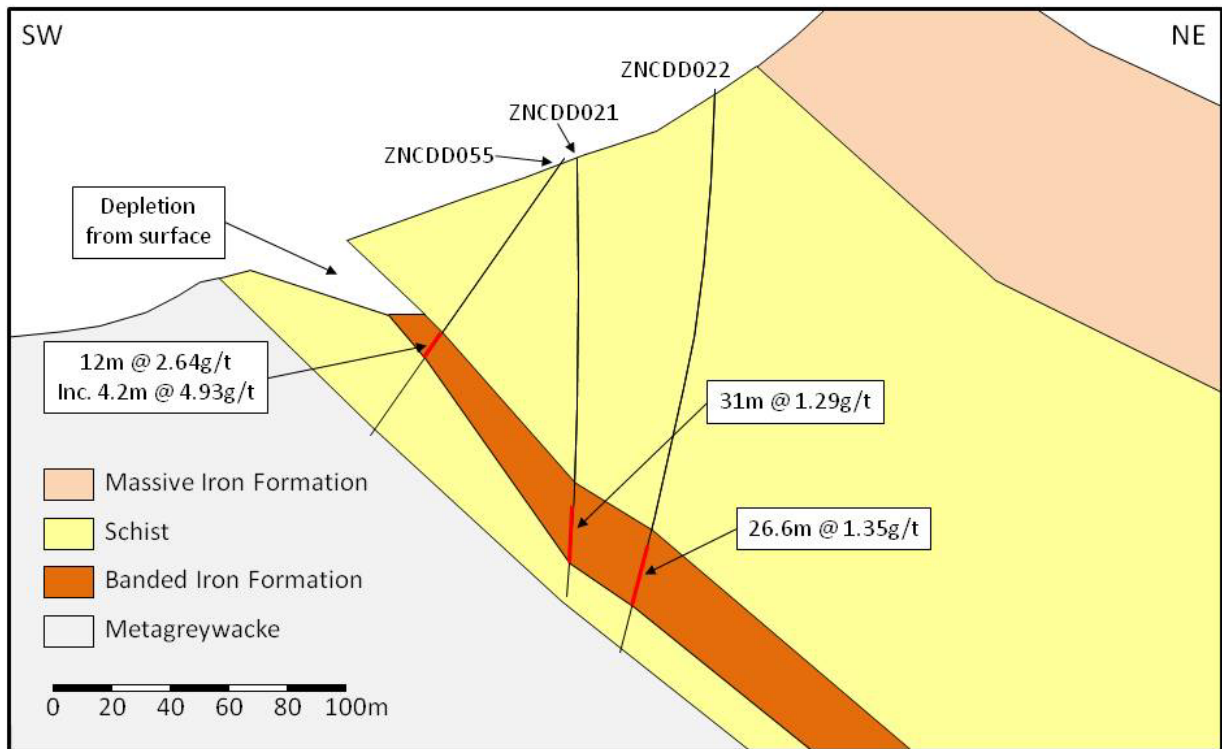 SW
NE
ZNCDD022
ZNCDD021
ZNCDD055
Depletion
from surface
12m @ 2.64g/t
Inc. 4.2m @ 4.93g/t
31m @ 1.29g/t
26.6m @ 1.35g/t
Massive Iron Formation
Schist
Banded Iron Formation
Metagreywacke
0 20 40 60 80 100m